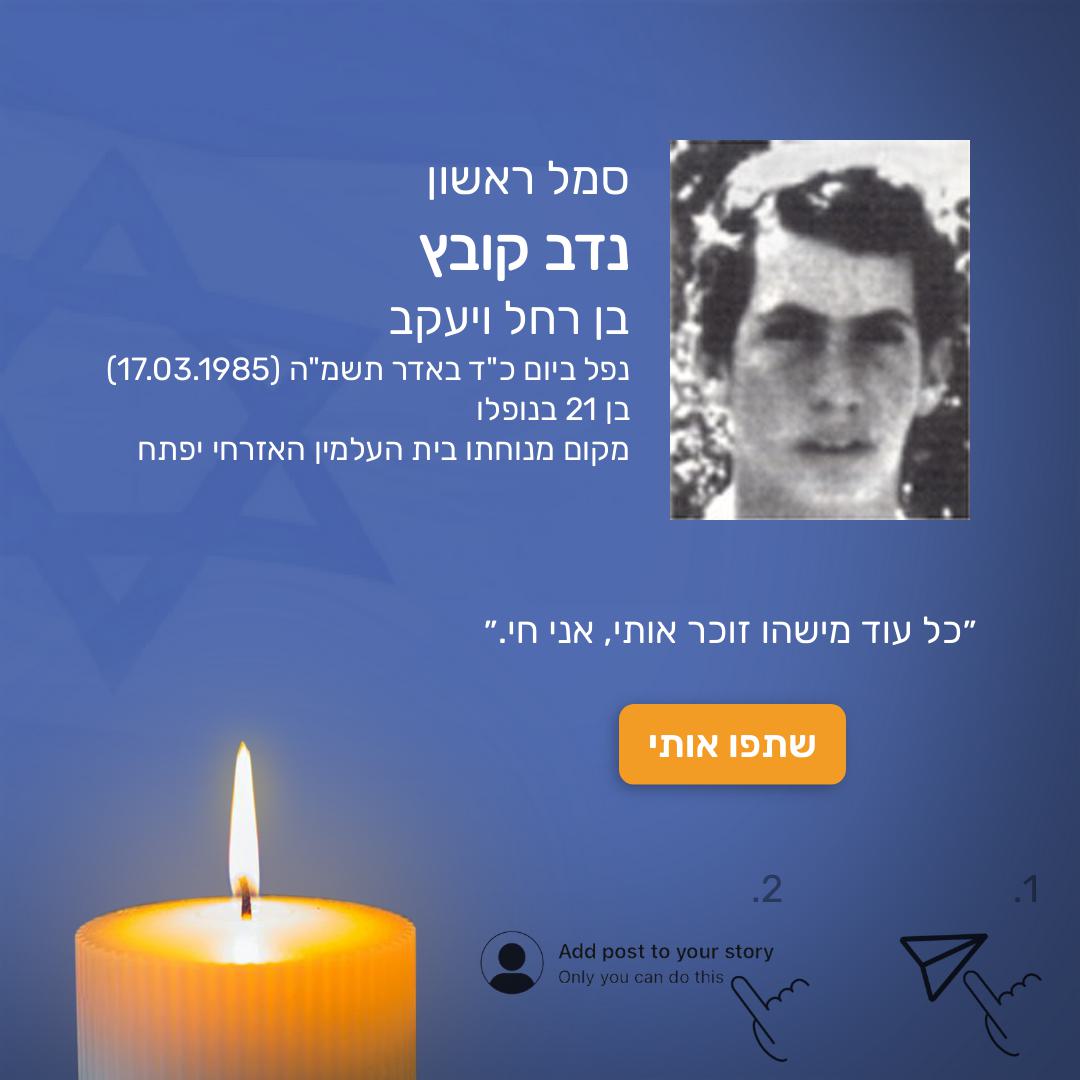 סמל ראשון
נדב קובץ
בן רחל ויעקב
נפל ביום כ"ד באדר תשמ"ה (17.03.1985)
בן 21 בנופלו
מקום מנוחתו בית העלמין האזרחי יפתח
״כל עוד מישהו זוכר אותי, אני חי.״
שתפו אותי
1.
2.
Add post to your story
Only you can do this